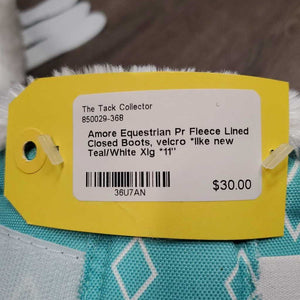 The Tack Collector
850029-368
Amore Equestrian Pr Fleece Lined
Closed Boots, velcro *like new
Teal/White Xlg *11"
36U7AN
$30.00